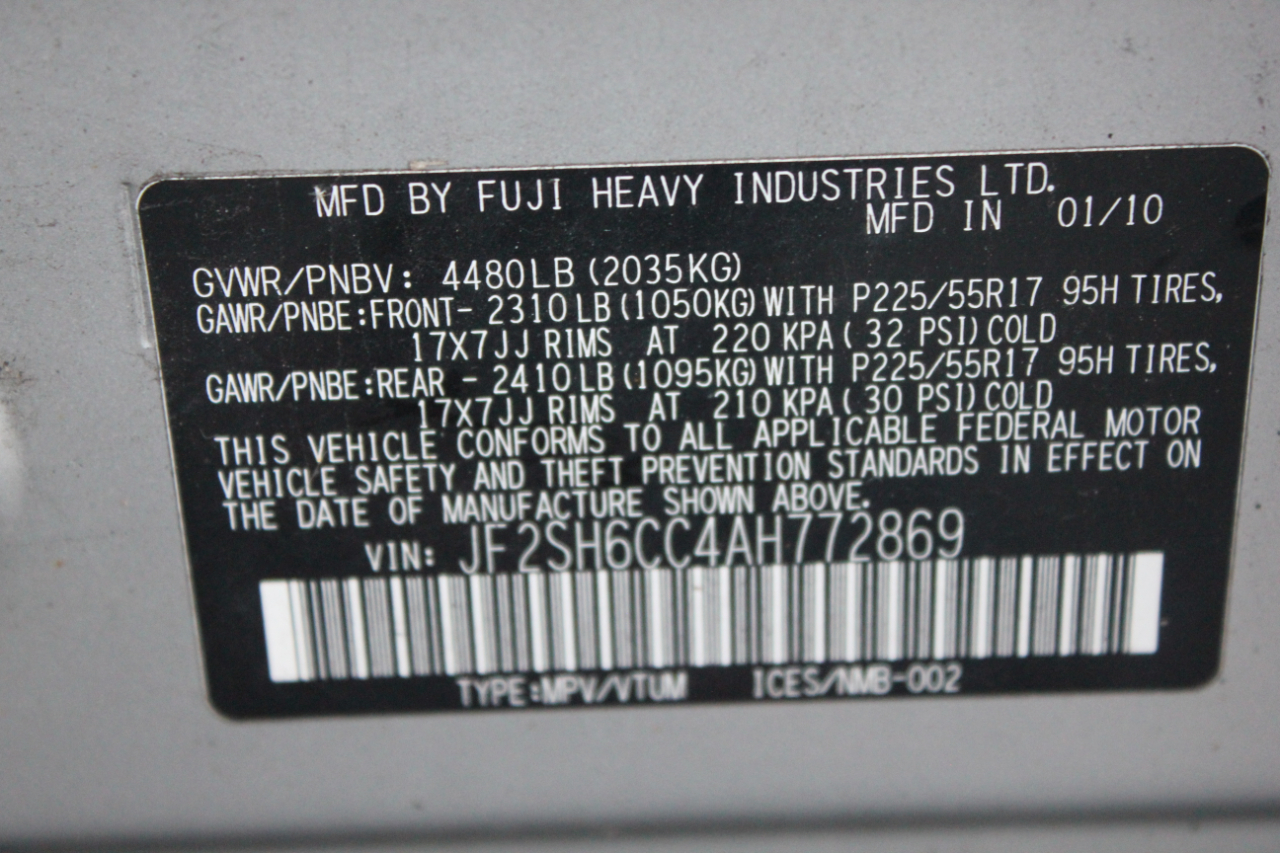 MFD BY FUJI HEAVY INDUSTRIES LTD.
MFD IN 01/10
GVWR/PNBV: 4480LB(2035KG)
GAWR/PNBE:FRONT- 2310LB(1050KG)WITH P225/55R17 95H TIRES,
17X7JJ RIMS AT 220 KPA( 32 PSI)COLD
GAWR/PNBE:REAR - 2410LB(1095KG)WITH P225/55R17 95H TIRES,
17X7JJ RIMS AT 210 KPA( 30 PSI)COLD
THIS VEHICLE CONFORMS TO ALL APPLICABLE FEDERAL MOTOR
VEHICLE SAFETY AND THEFT PREVENTION STANDARDS IN EFFECT ON
THE DATE OF MANUFACTURE SHOWN ABOVE.
VIN: JF2SH6CC4AH772869
TYPE:MPV/VTUM ICES/NMB-002